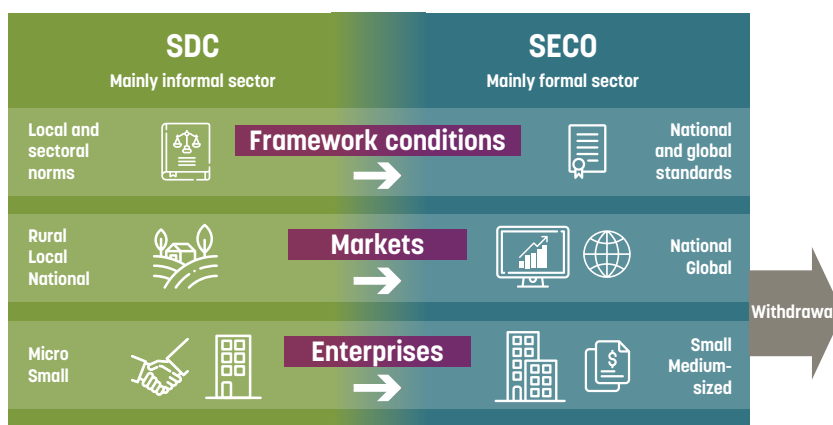 SDC
Mainly informal sector
SECO
Mainly formal sector
Local and
sectoral
norms
Framework conditions
National
and global
standards
Rural
Local
National
Markets
National
Global
Micro
Small
Enterprises
$
Small
Medium-
sized
Withdrawa